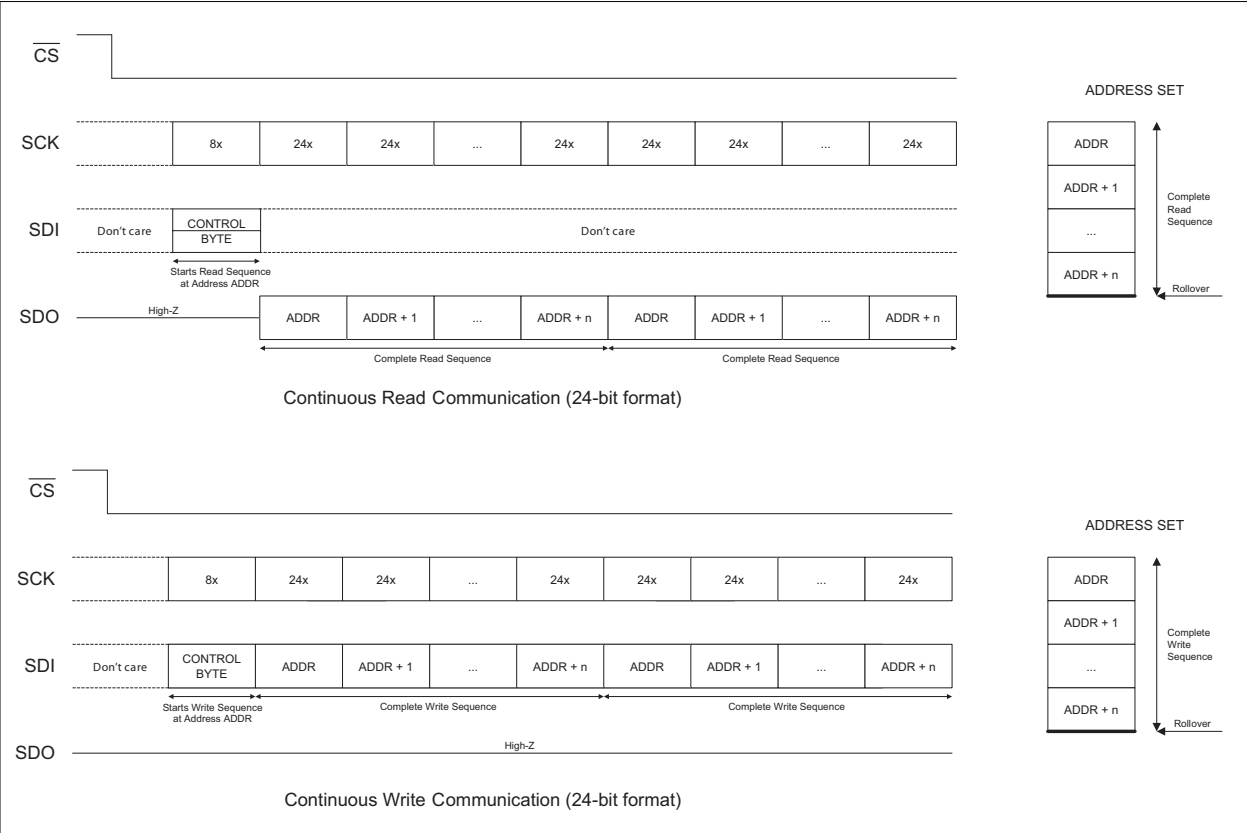 CS
ADDRESS SET
SCK 8x 24x 24x ... 24x 24x 24x ... 24x
ADDR
ADDR + 1
...
ADDR + n
Complete
Read
Sequence
Rollover
SDI Don't care CONTROL Don't care
BYTE
Starts Read Sequence
at Address ADDR
SDO High-Z ADDR ADDR + 1 ... ADDR + n ADDR ADDR + 1 ... ADDR + n
Complete Read Sequence Complete Read Sequence
Continuous Read Communication (24-bit format)
CS
ADDRESS SET
SCK 8x 24x 24x ... 24x 24x 24x ... 24x
ADDR
ADDR + 1
...
ADDR + n
Complete
Write
Sequence
Rollover
SDI Don't care CONTROL ADDR ADDR + 1 ... ADDR + n ADDR ADDR + 1 ... ADDR + n
BYTE
Starts Write Sequence Complete Write Sequence Complete Write Sequence
at Address ADDR
SDO High-Z
Continuous Write Communication (24-bit format)